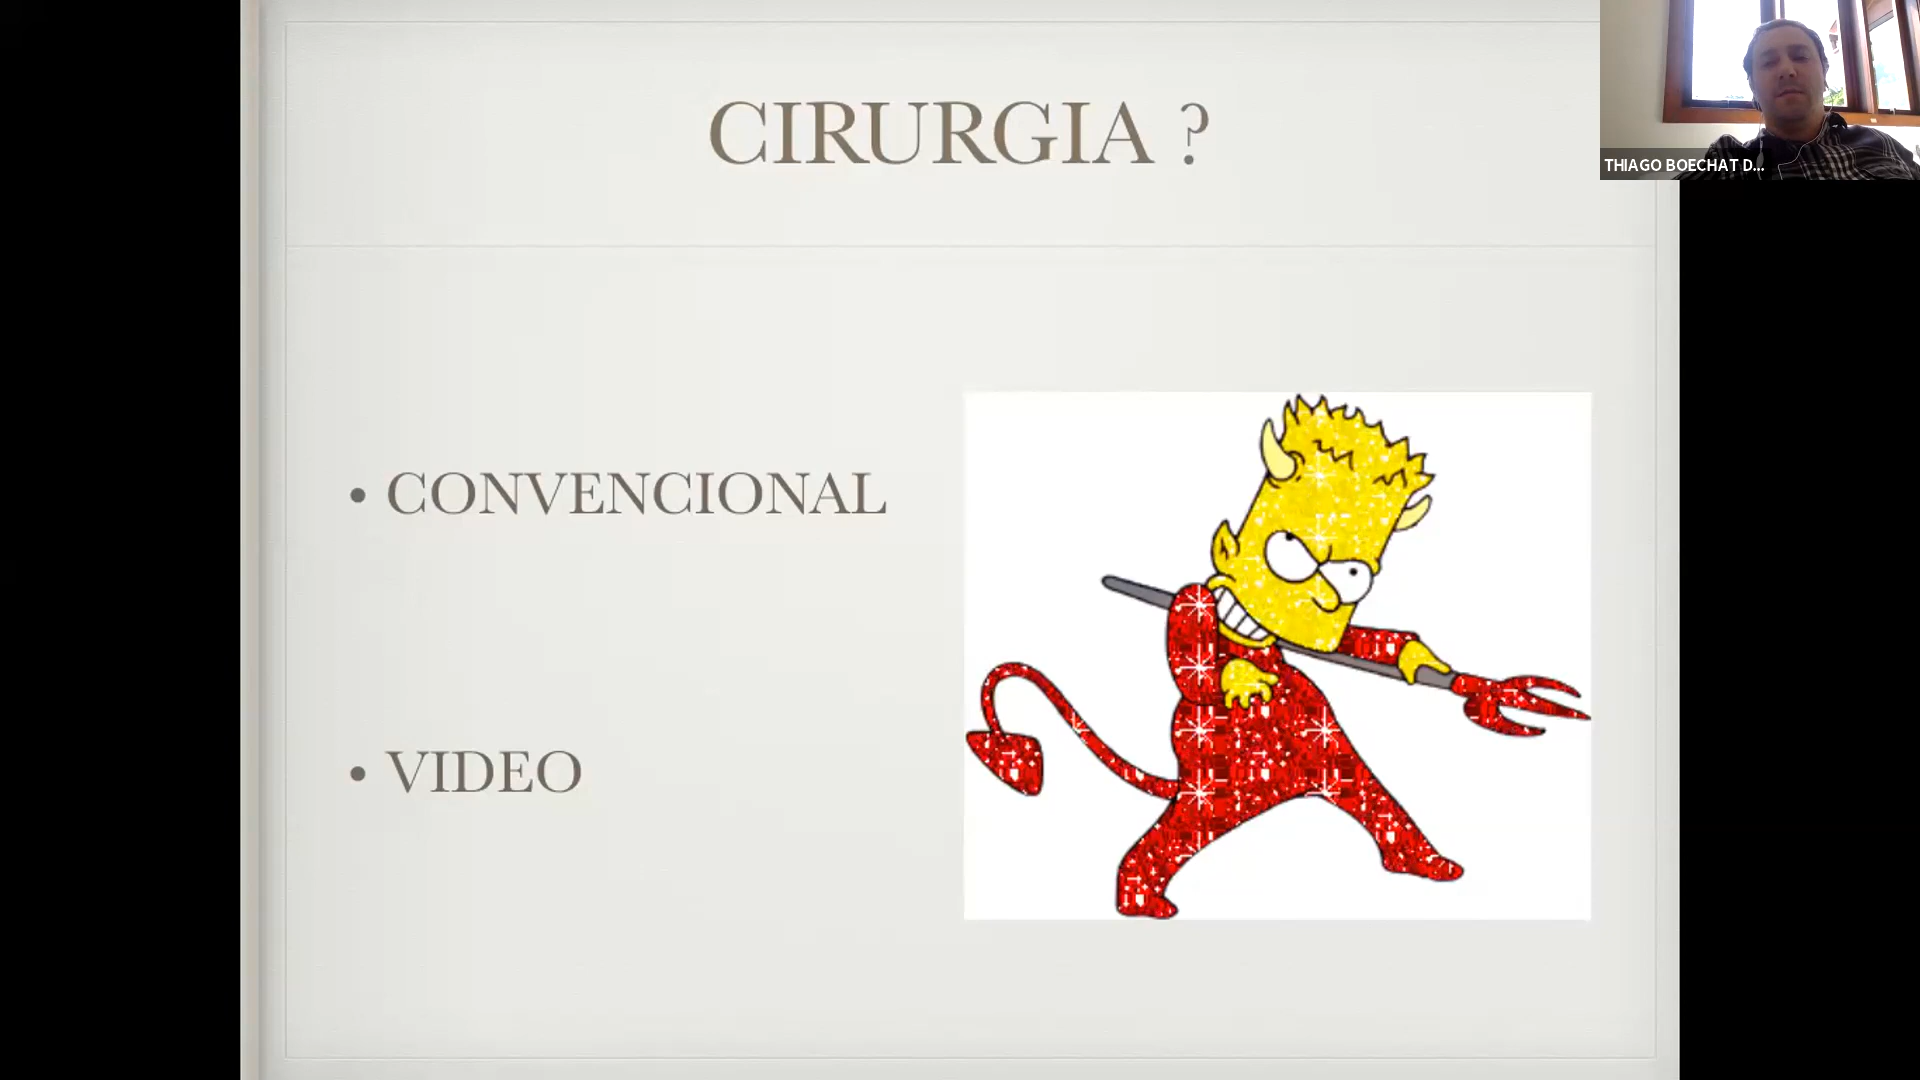 CIRURGIA ?
THIAGO BOECHAT D...
• CONVENCIONAL
• VIDEO